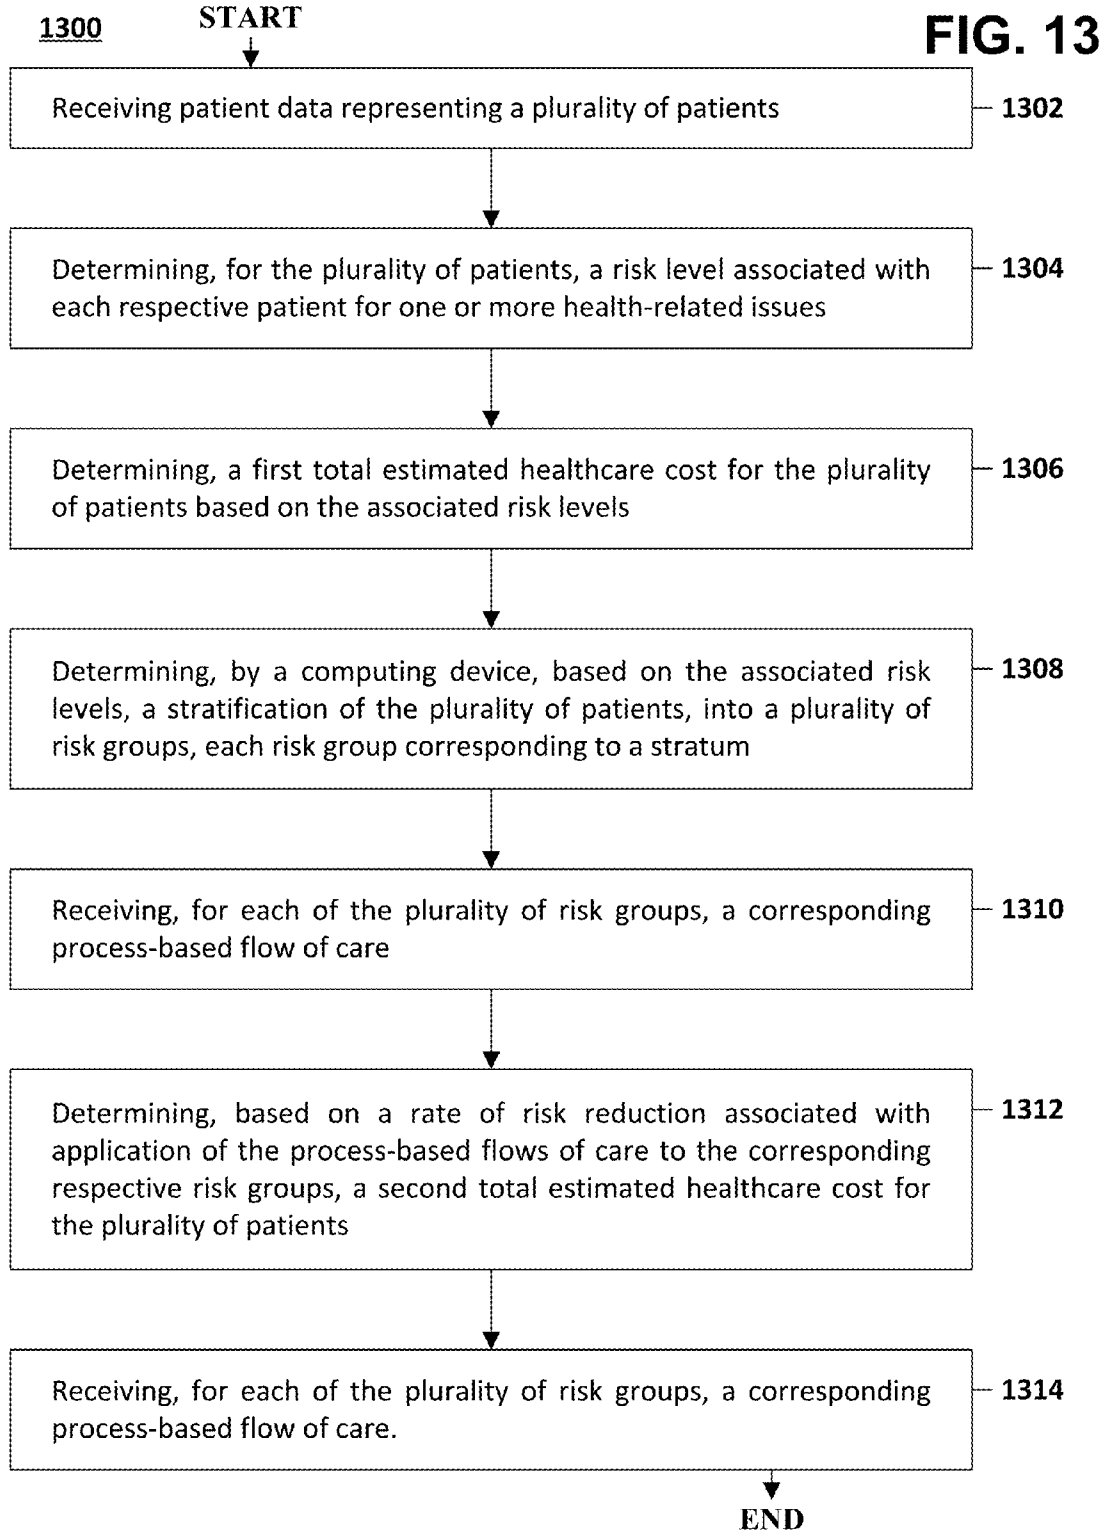 1300
START
FIG. 13
Receiving patient data representing a plurality of patients
1302
Determining, for the plurality of patients, a risk level associated with
each respective patient for one or more health-related issues
1304
Determining, a first total estimated healthcare cost for the plurality
of patients based on the associated risk levels
1306
Determining, by a computing device, based on the associated risk
levels, a stratification of the plurality of patients, into a plurality of
risk groups, each risk group corresponding to a stratum
1308
Receiving, for each of the plurality of risk groups, a corresponding
process-based flow of care
1310
Determining, based on a rate of risk reduction associated with
application of the process-based flows of care to the corresponding
respective risk groups, a second total estimated healthcare cost for
the plurality of patients
1312
Receiving, for each of the plurality of risk groups, a corresponding
process-based flow of care.
1314
END